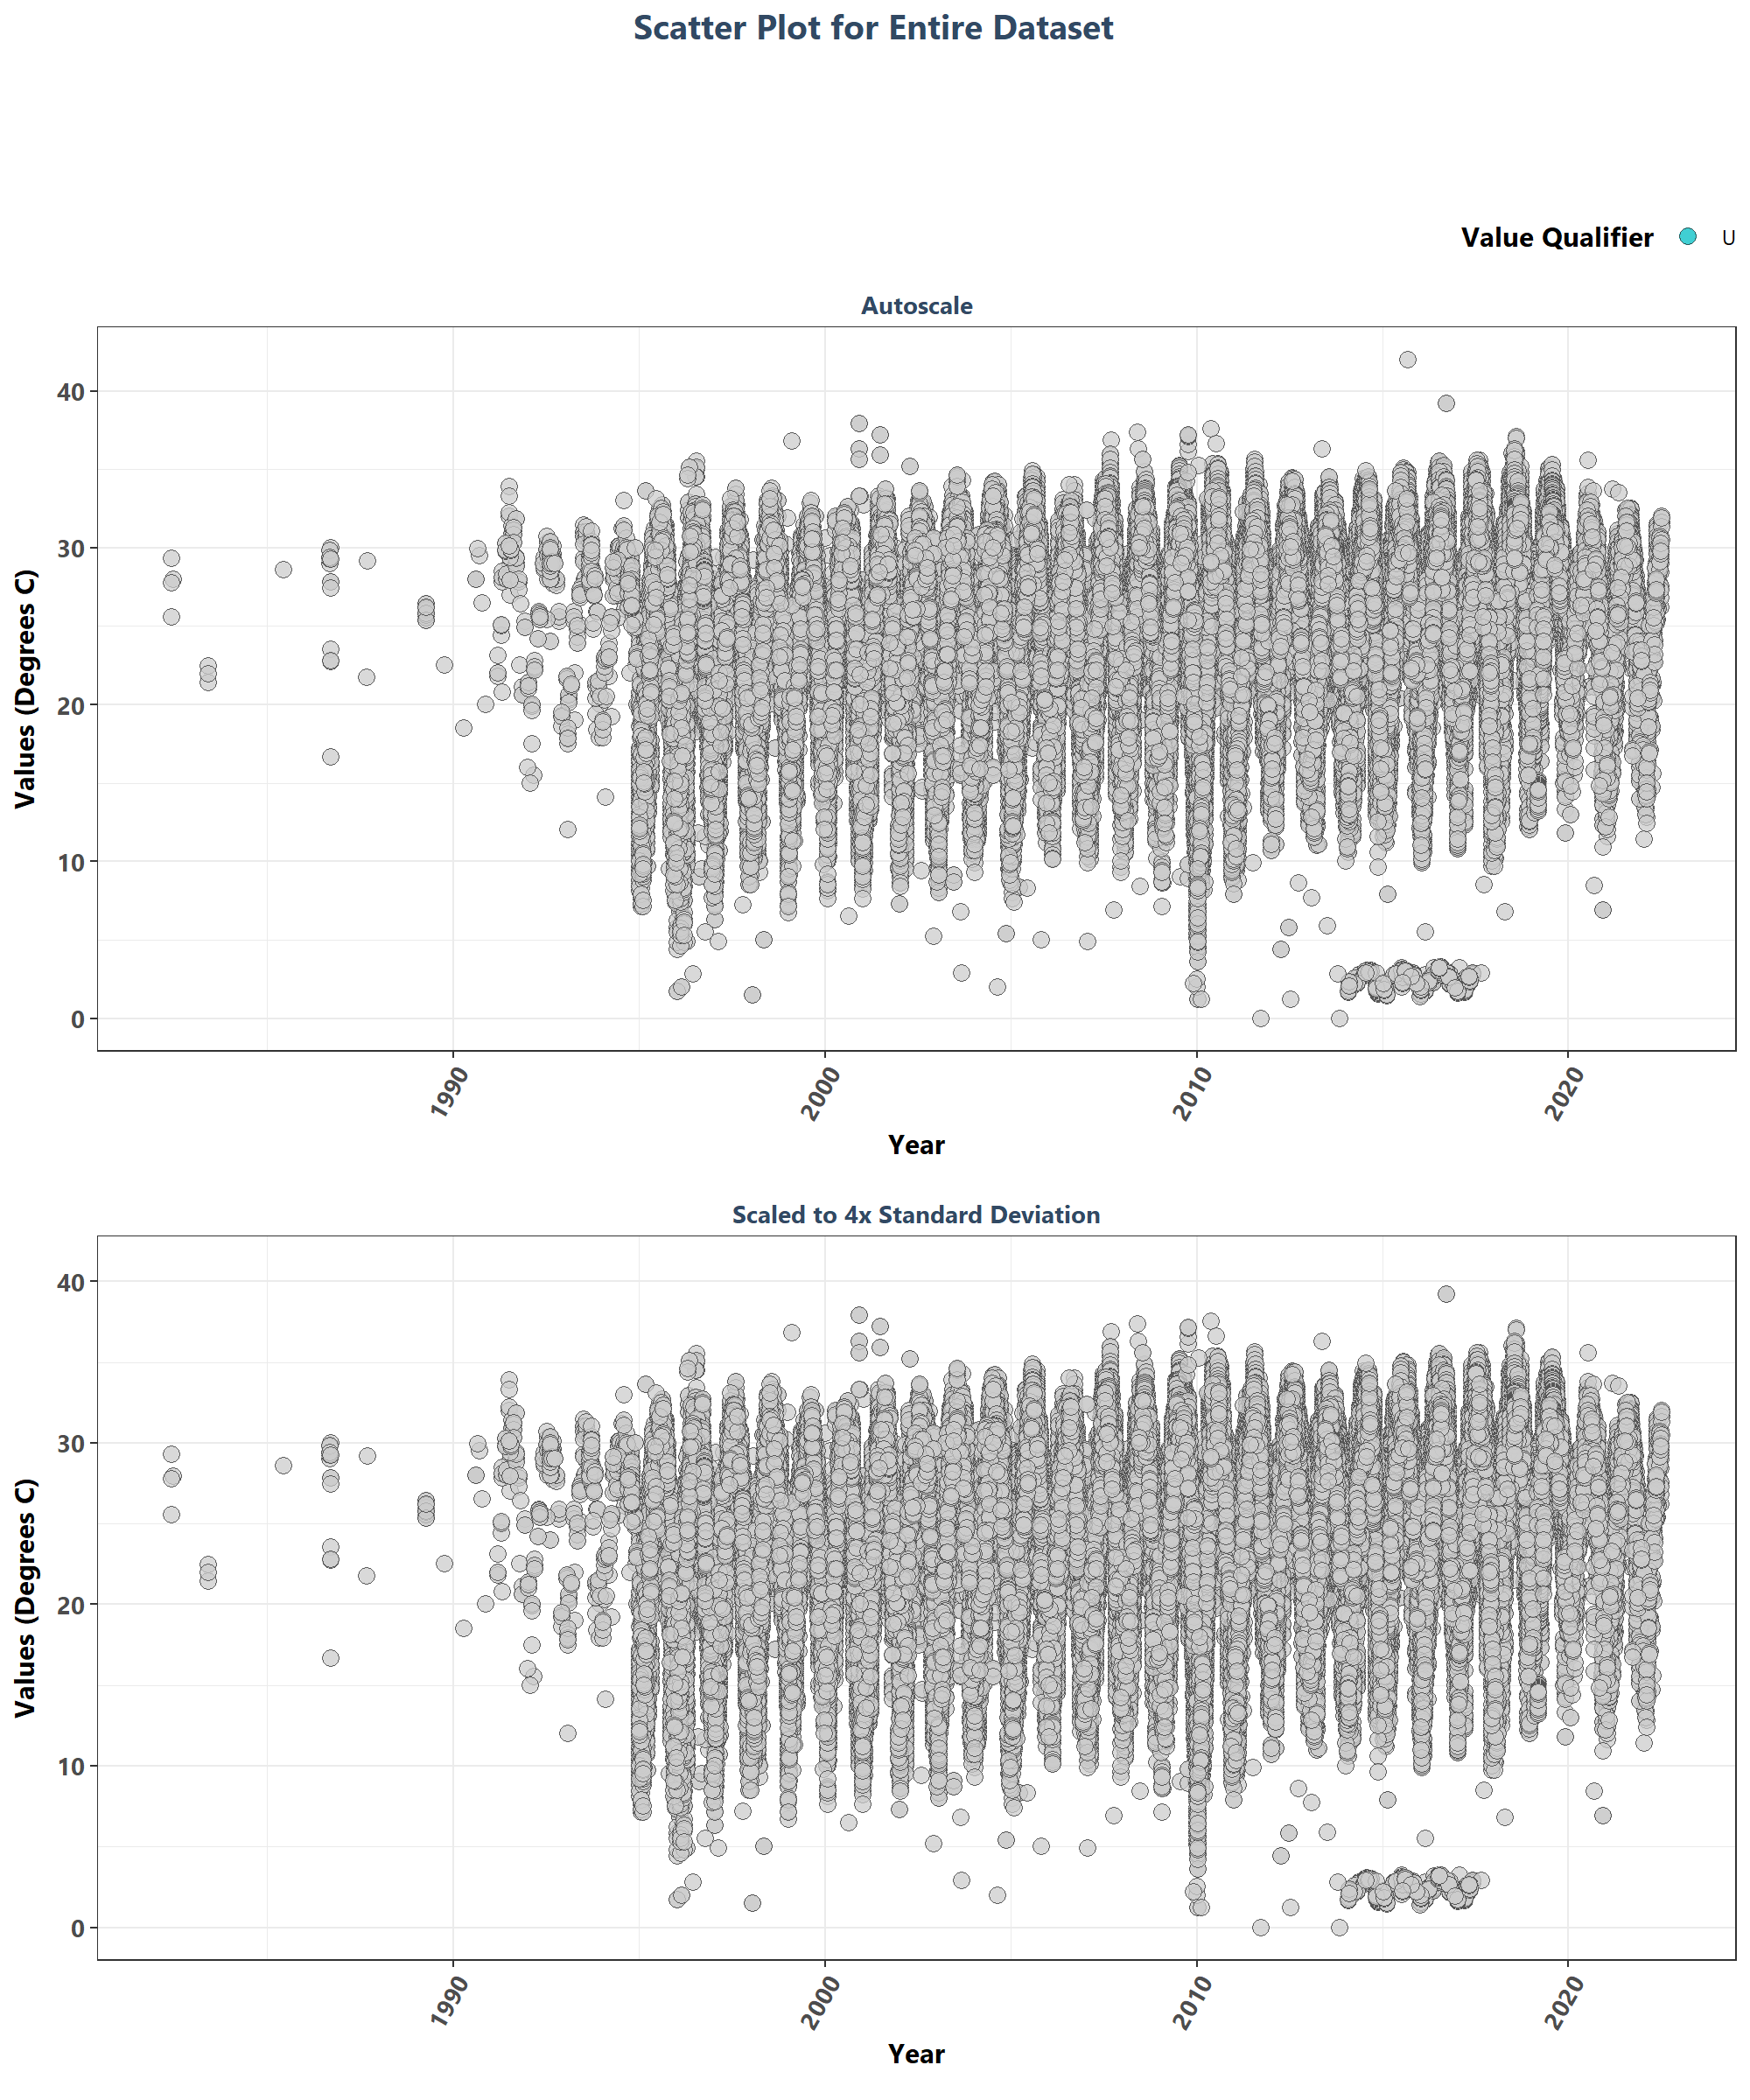 Scatter Plot for Entire Dataset
Value Qualifier U
Autoscale
Values (Degrees C)
40
30
20
10
0
1990 2000 2010 2020
Year
Scaled to 4x Standard Deviation
Values (Degrees C)
40
30
20
10
0
1990 2000 2010 2020
Year